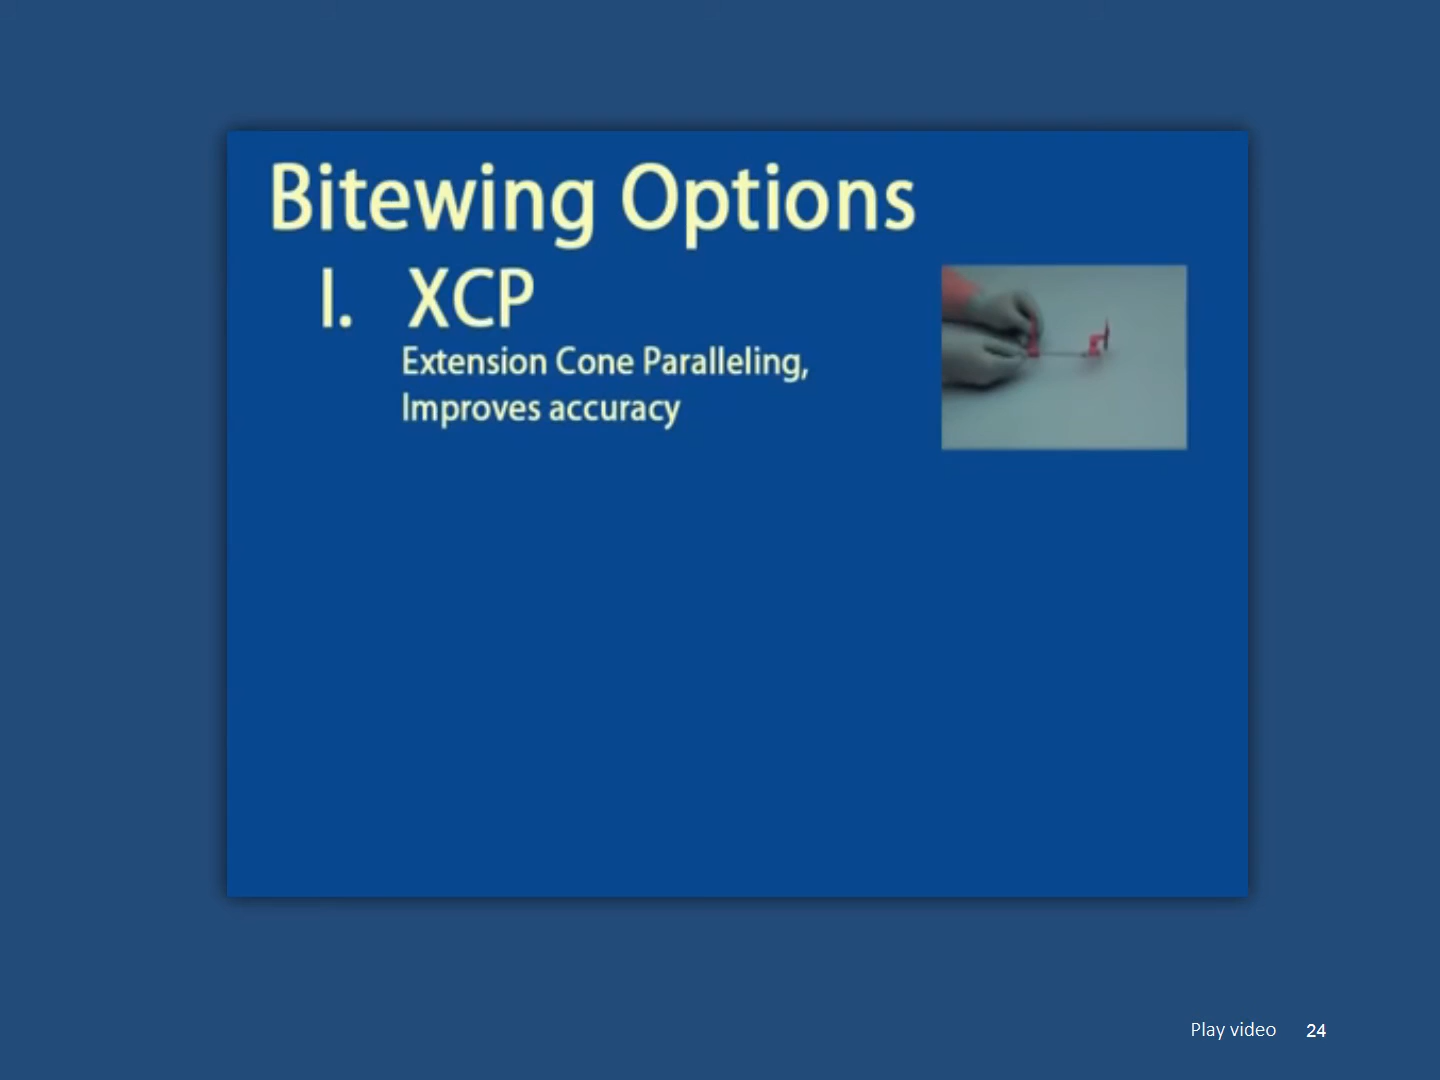 Bitewing Options
I. XCP
Extension Cone Paralleling,
Improves accuracy
Play video 24